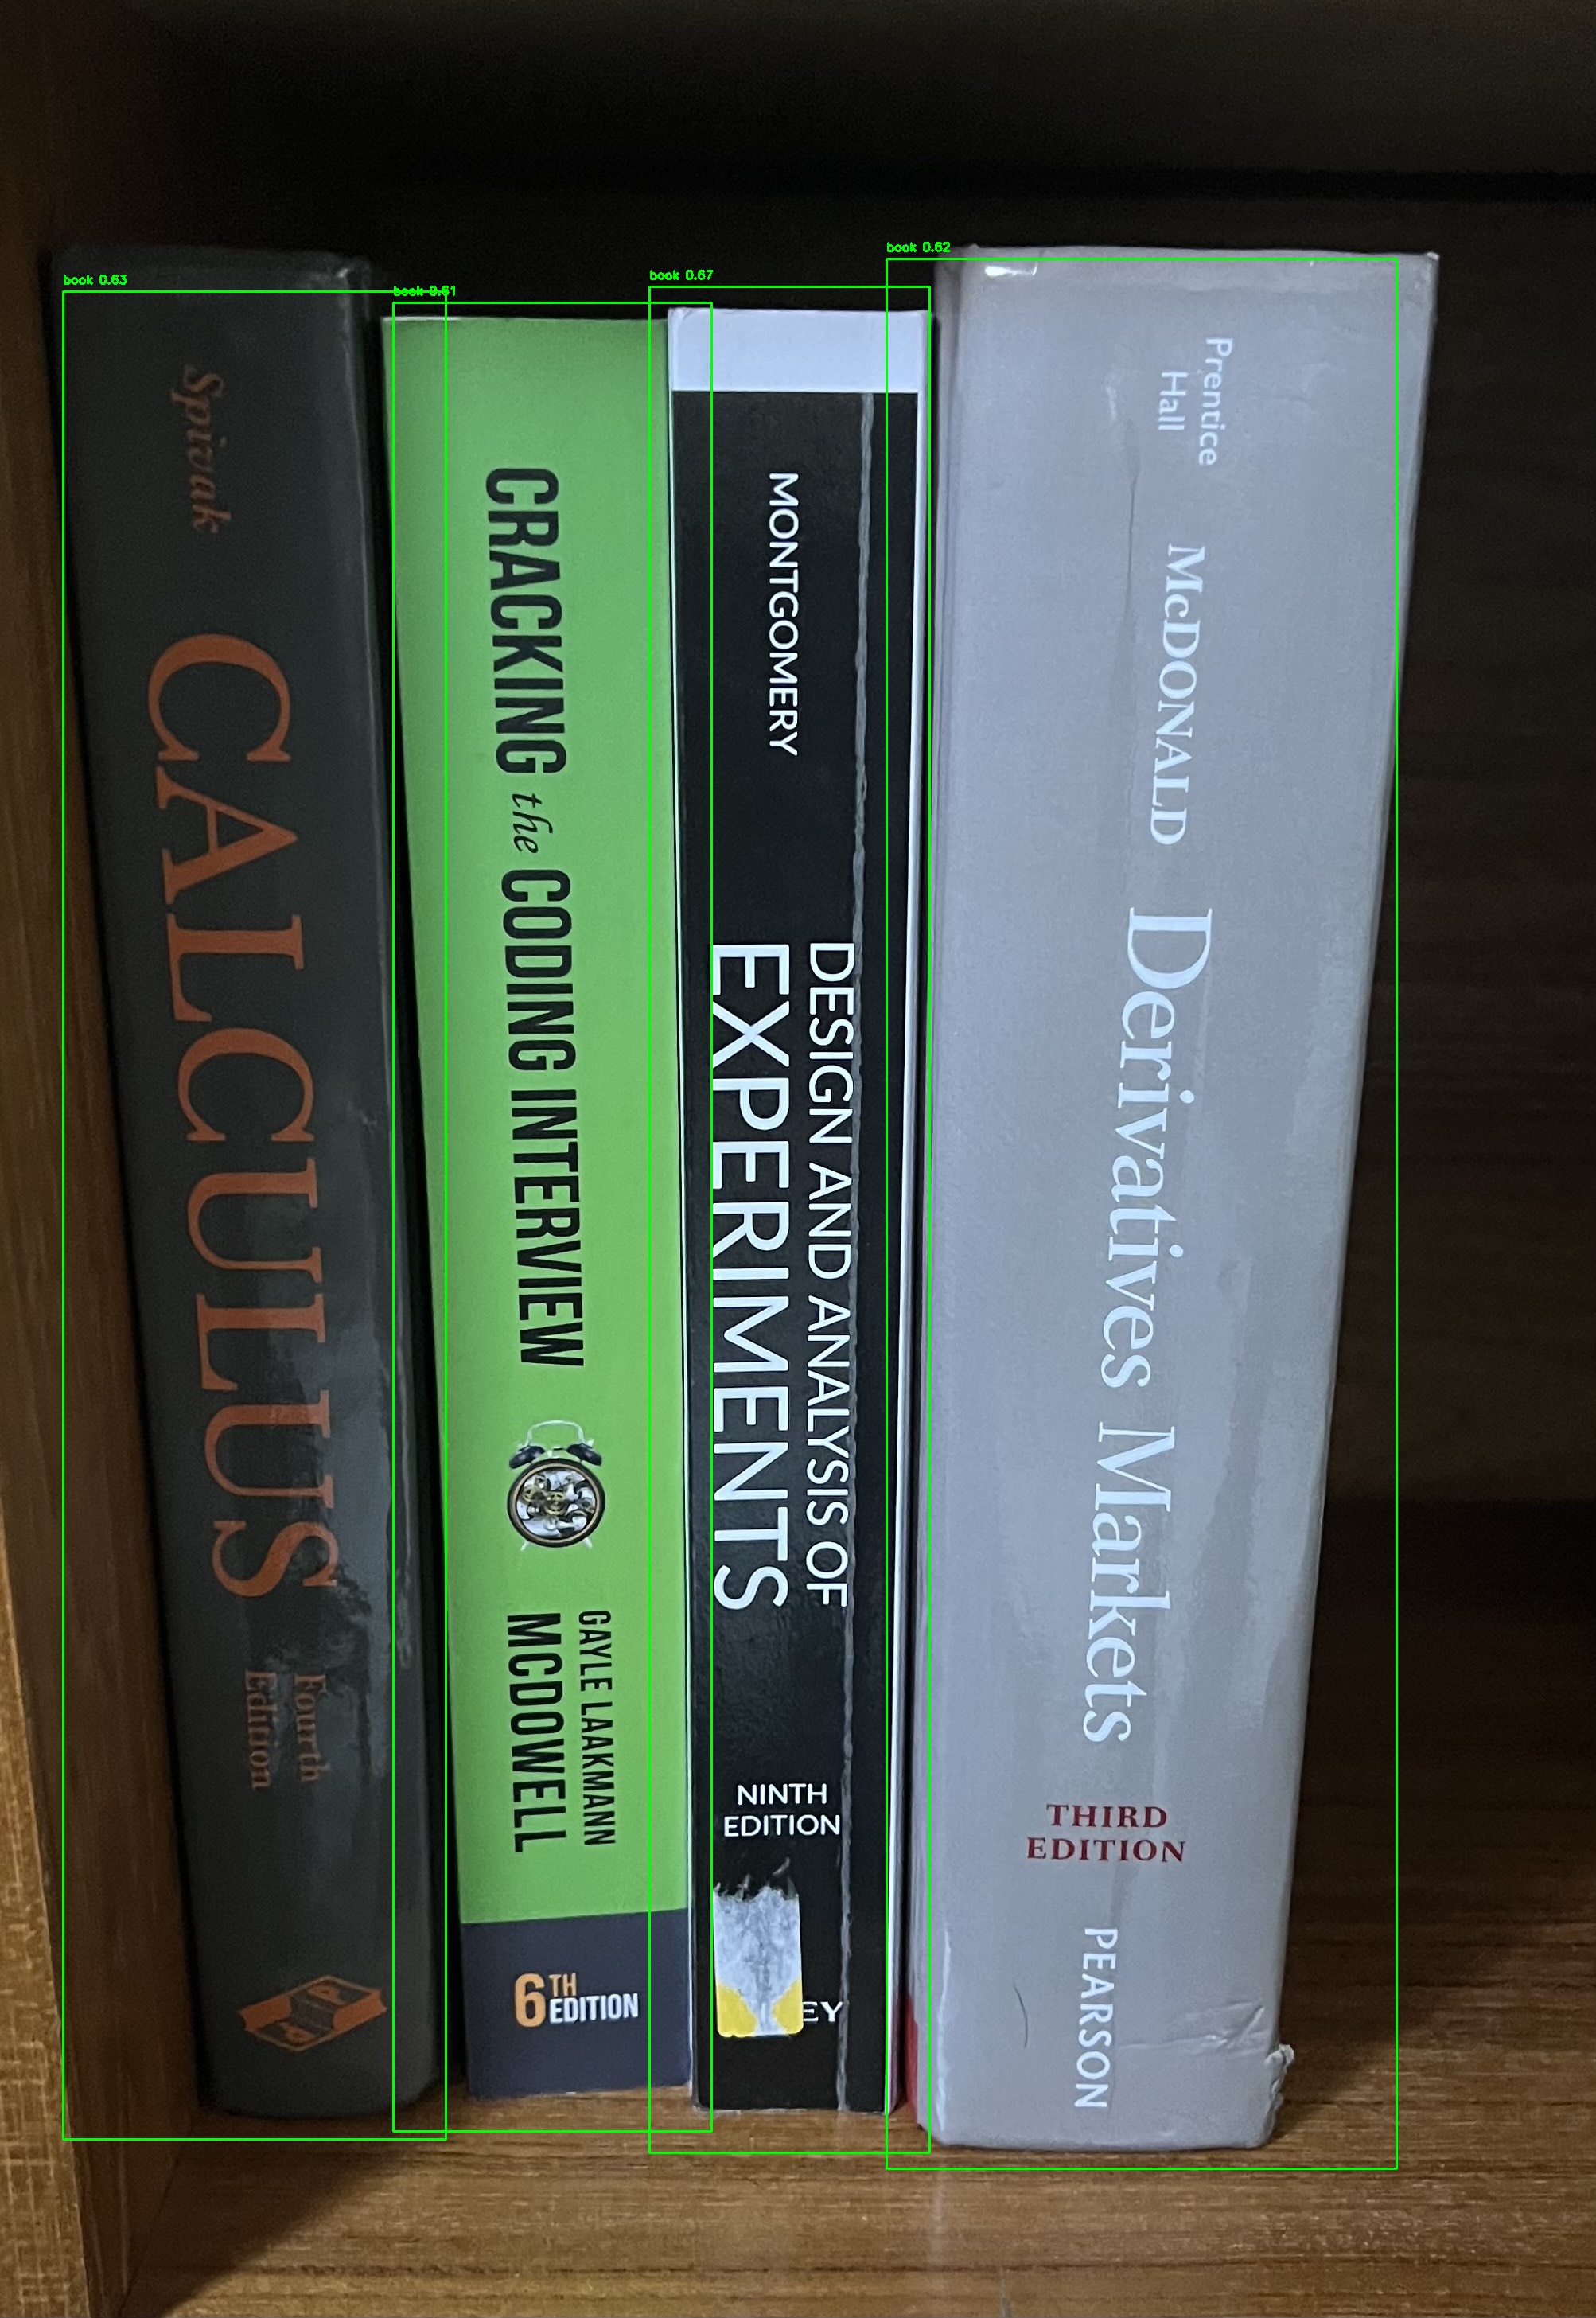 book 0.63
Spivak
CALCULUS
Fourth
Edition
book 0.61
CRACKING the CODING INTERVIEW
GAYLE LAAKMANN
MCDOWELL
6TH
EDITION
book 0.67
MONTGOMERY
DESIGN AND ANALYSIS OF
EXPERIMENTS
NINTH
EDITION
EY
book 0.62
Prentice
Hall
McDONALD
Derivatives Markets
THIRD
EDITION
PEARSON